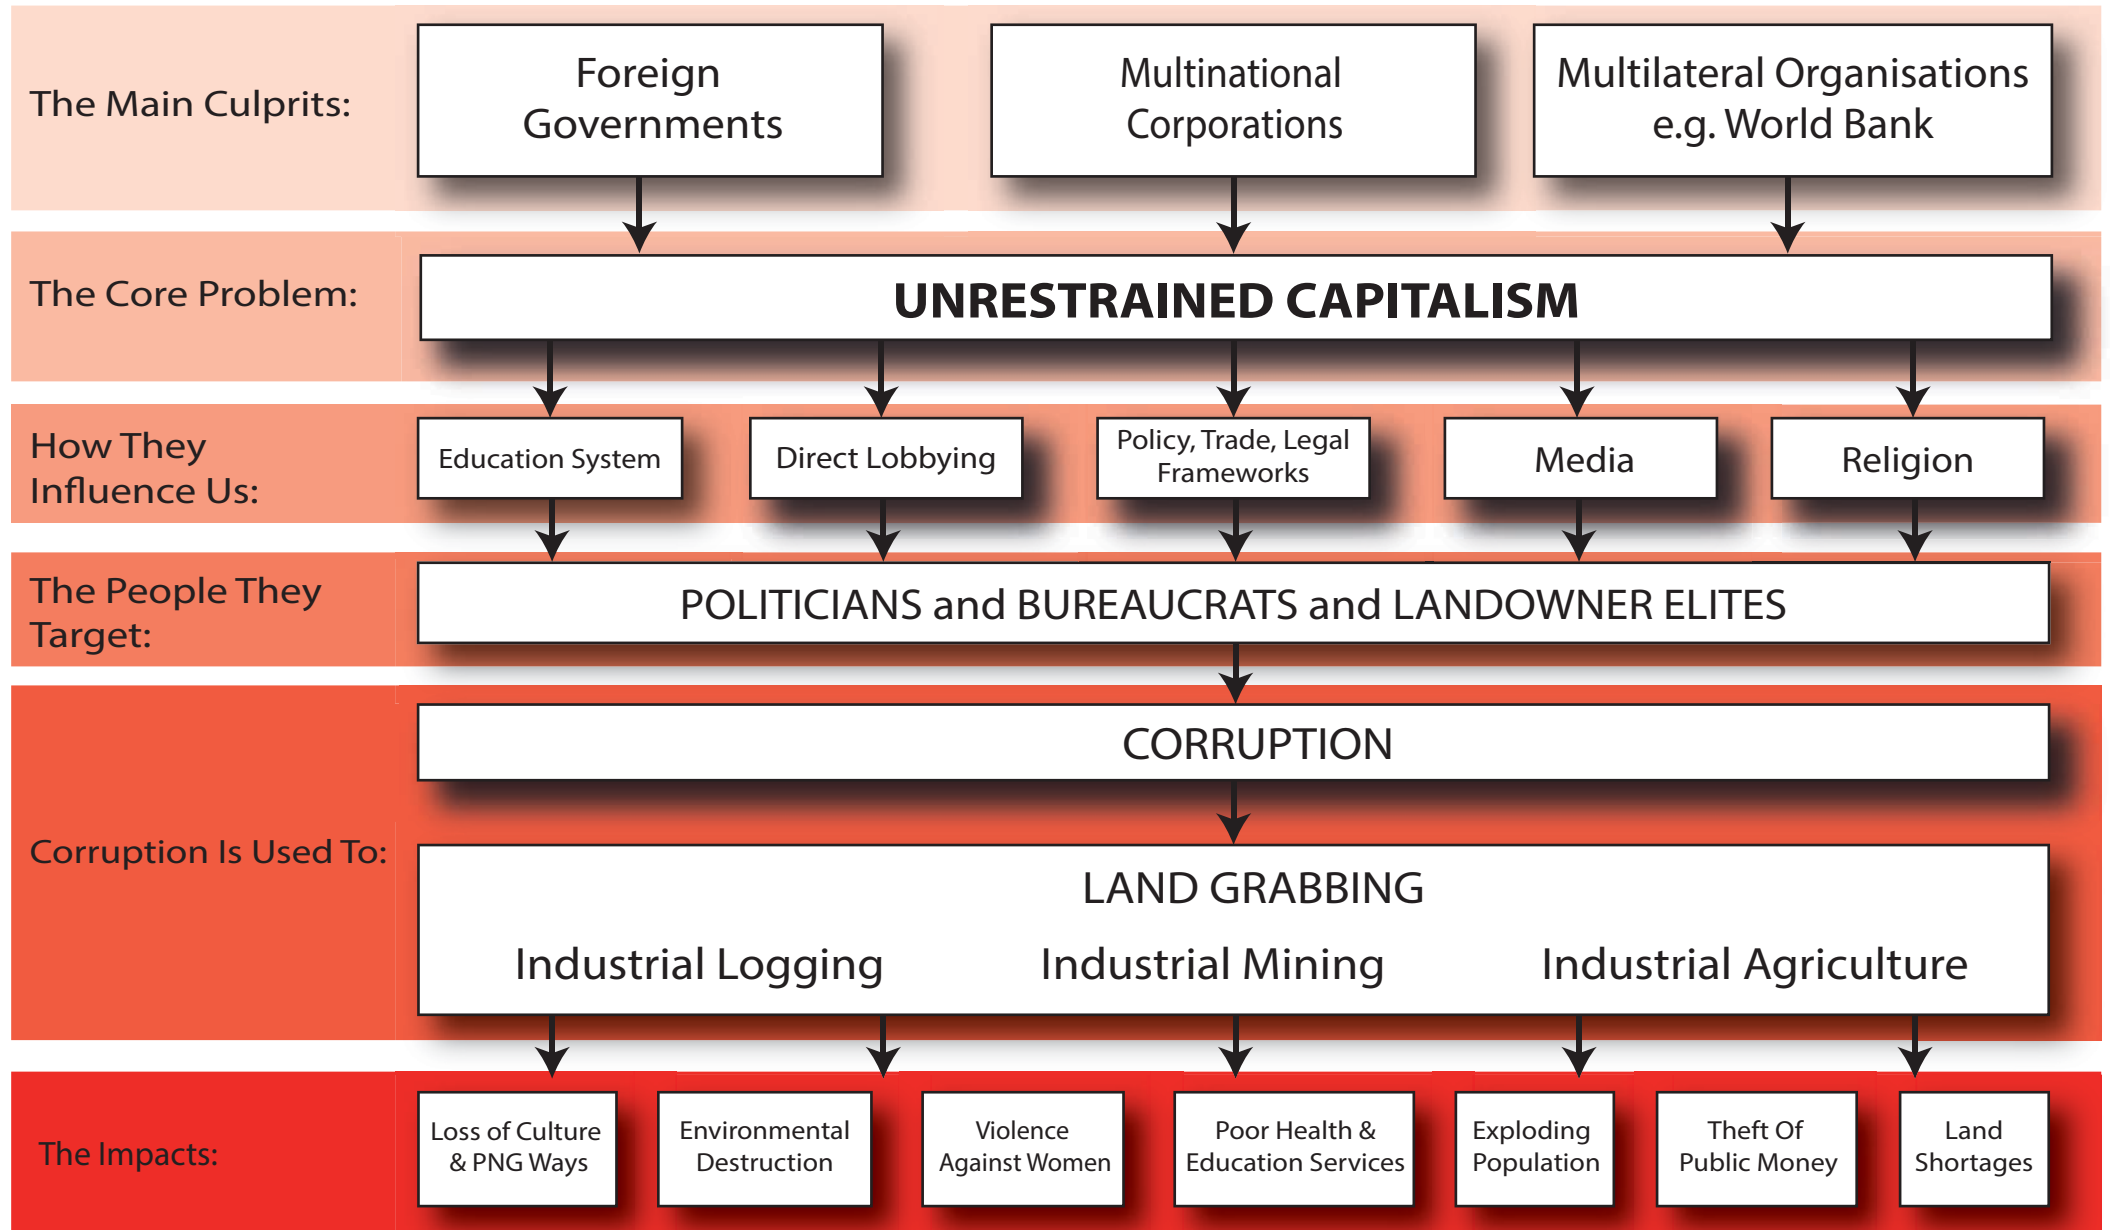 The Main Culprits:
Foreign
Governments
Multinational
Corporations
Multilateral Organisations
e.g. World Bank
The Core Problem:
UNRESTRAINED CAPITALISM
How They
Influence Us:
Education System
Direct Lobbying
Policy, Trade, Legal
Frameworks
Media
Religion
The People They
Target:
POLITICIANS and BUREAUCRATS and LANDOWNER ELITES
Corruption Is Used To:
CORRUPTION
LAND GRABBING
Industrial Logging
Industrial Mining
Industrial Agriculture
The Impacts:
Loss of Culture
& PNG Ways
Environmental
Destruction
Violence
Against Women
Poor Health &
Education Services
Exploding
Population
Theft Of
Public Money
Land
Shortages